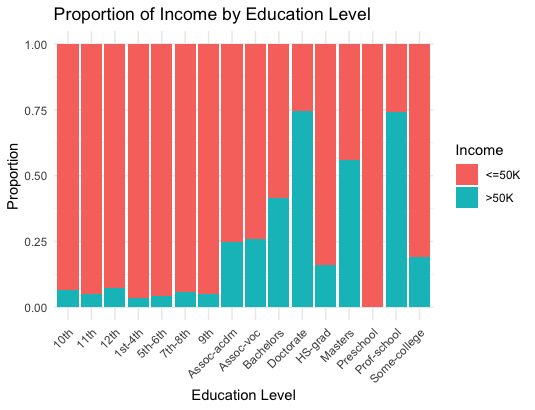 Proportion of Income by Education Level
1.00
0.75
0.50
0.25
0.00
Proportion
10th
11th
12th
1st-4th
5th-6th
7th-8th
9th
Assoc-acdm
Assoc-voc
Bachelors
Doctorate
HS-grad
Masters
Preschool
Prof-school
Some-college
Education Level
Income
<=50K
>50K